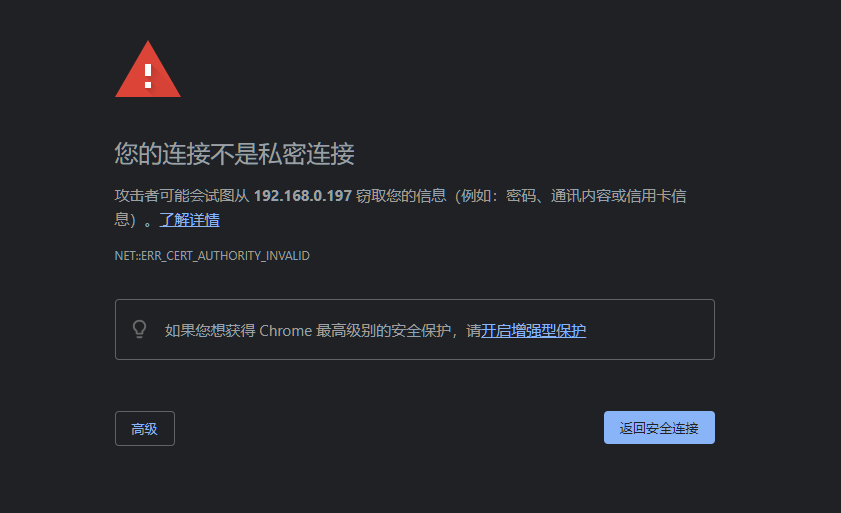 您的连接不是私密连接
攻击者可能会试图从 192.168.0.197 窃取您的信息（例如：密码、通讯内容或信用卡信
息）。了解详情
NET::ERR_CERT_AUTHORITY_INVALID
如果您想获得 Chrome 最高级别的安全保护，请开启增强型保护
高级
返回安全连接